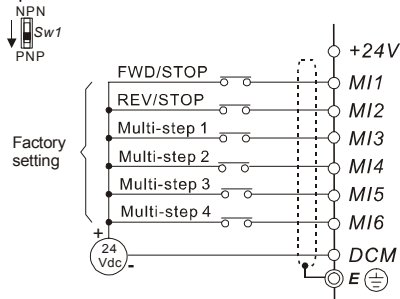 NPN
Sw1
PNP
+24V
FWD/STOP
MI1
REV/STOP
MI2
Multi-step 1
MI3
Factory
setting
Multi-step 2
MI4
Multi-step 3
MI5
Multi-step 4
MI6
+
24
Vdc
-
DCM
E